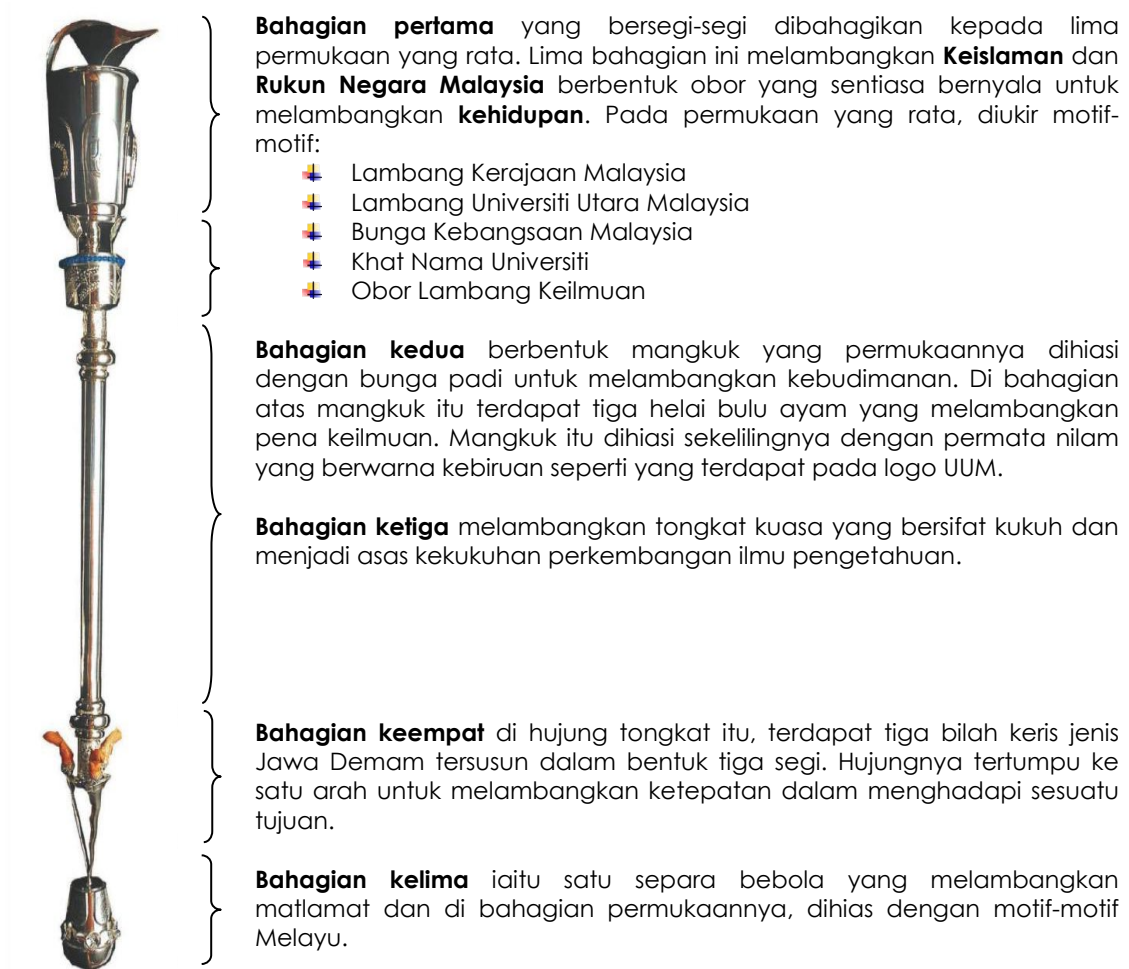 Bahagian pertama yang bersegi-segi dibahagikan kepada lima
permukaan yang rata. Lima bahagian ini melambangkan Keislaman dan
Rukun Negara Malaysia berbentuk obor yang sentiasa bernyala untuk
melambangkan kehidupan. Pada permukaan yang rata, diukir motif-
motif:
Lambang Kerajaan Malaysia
Lambang Universiti Utara Malaysia
Bunga Kebangsaan Malaysia
Khat Nama Universiti
Obor Lambang Keilmuan
Bahagian kedua berbentuk mangkuk yang permukaannya dihiasi
dengan bunga padi untuk melambangkan kebudimanan. Di bahagian
atas mangkuk itu terdapat tiga helai bulu ayam yang melambangkan
pena keilmuan. Mangkuk itu dihiasi sekelilingnya dengan permata nilam
yang berwarna kebiruan seperti yang terdapat pada logo UUM.
Bahagian ketiga melambangkan tongkat kuasa yang bersifat kukuh dan
menjadi asas kekukuhan perkembangan ilmu pengetahuan.
Bahagian keempat di hujung tongkat itu, terdapat tiga bilah keris jenis
Jawa Demam tersusun dalam bentuk tiga segi. Hujungnya tertumpu ke
satu arah untuk melambangkan ketepatan dalam menghadapi sesuatu
tujuan.
Bahagian kelima iaitu satu separa bebola yang melambangkan
matlamat dan di bahagian permukaannya, dihias dengan motif-motif
Melayu.